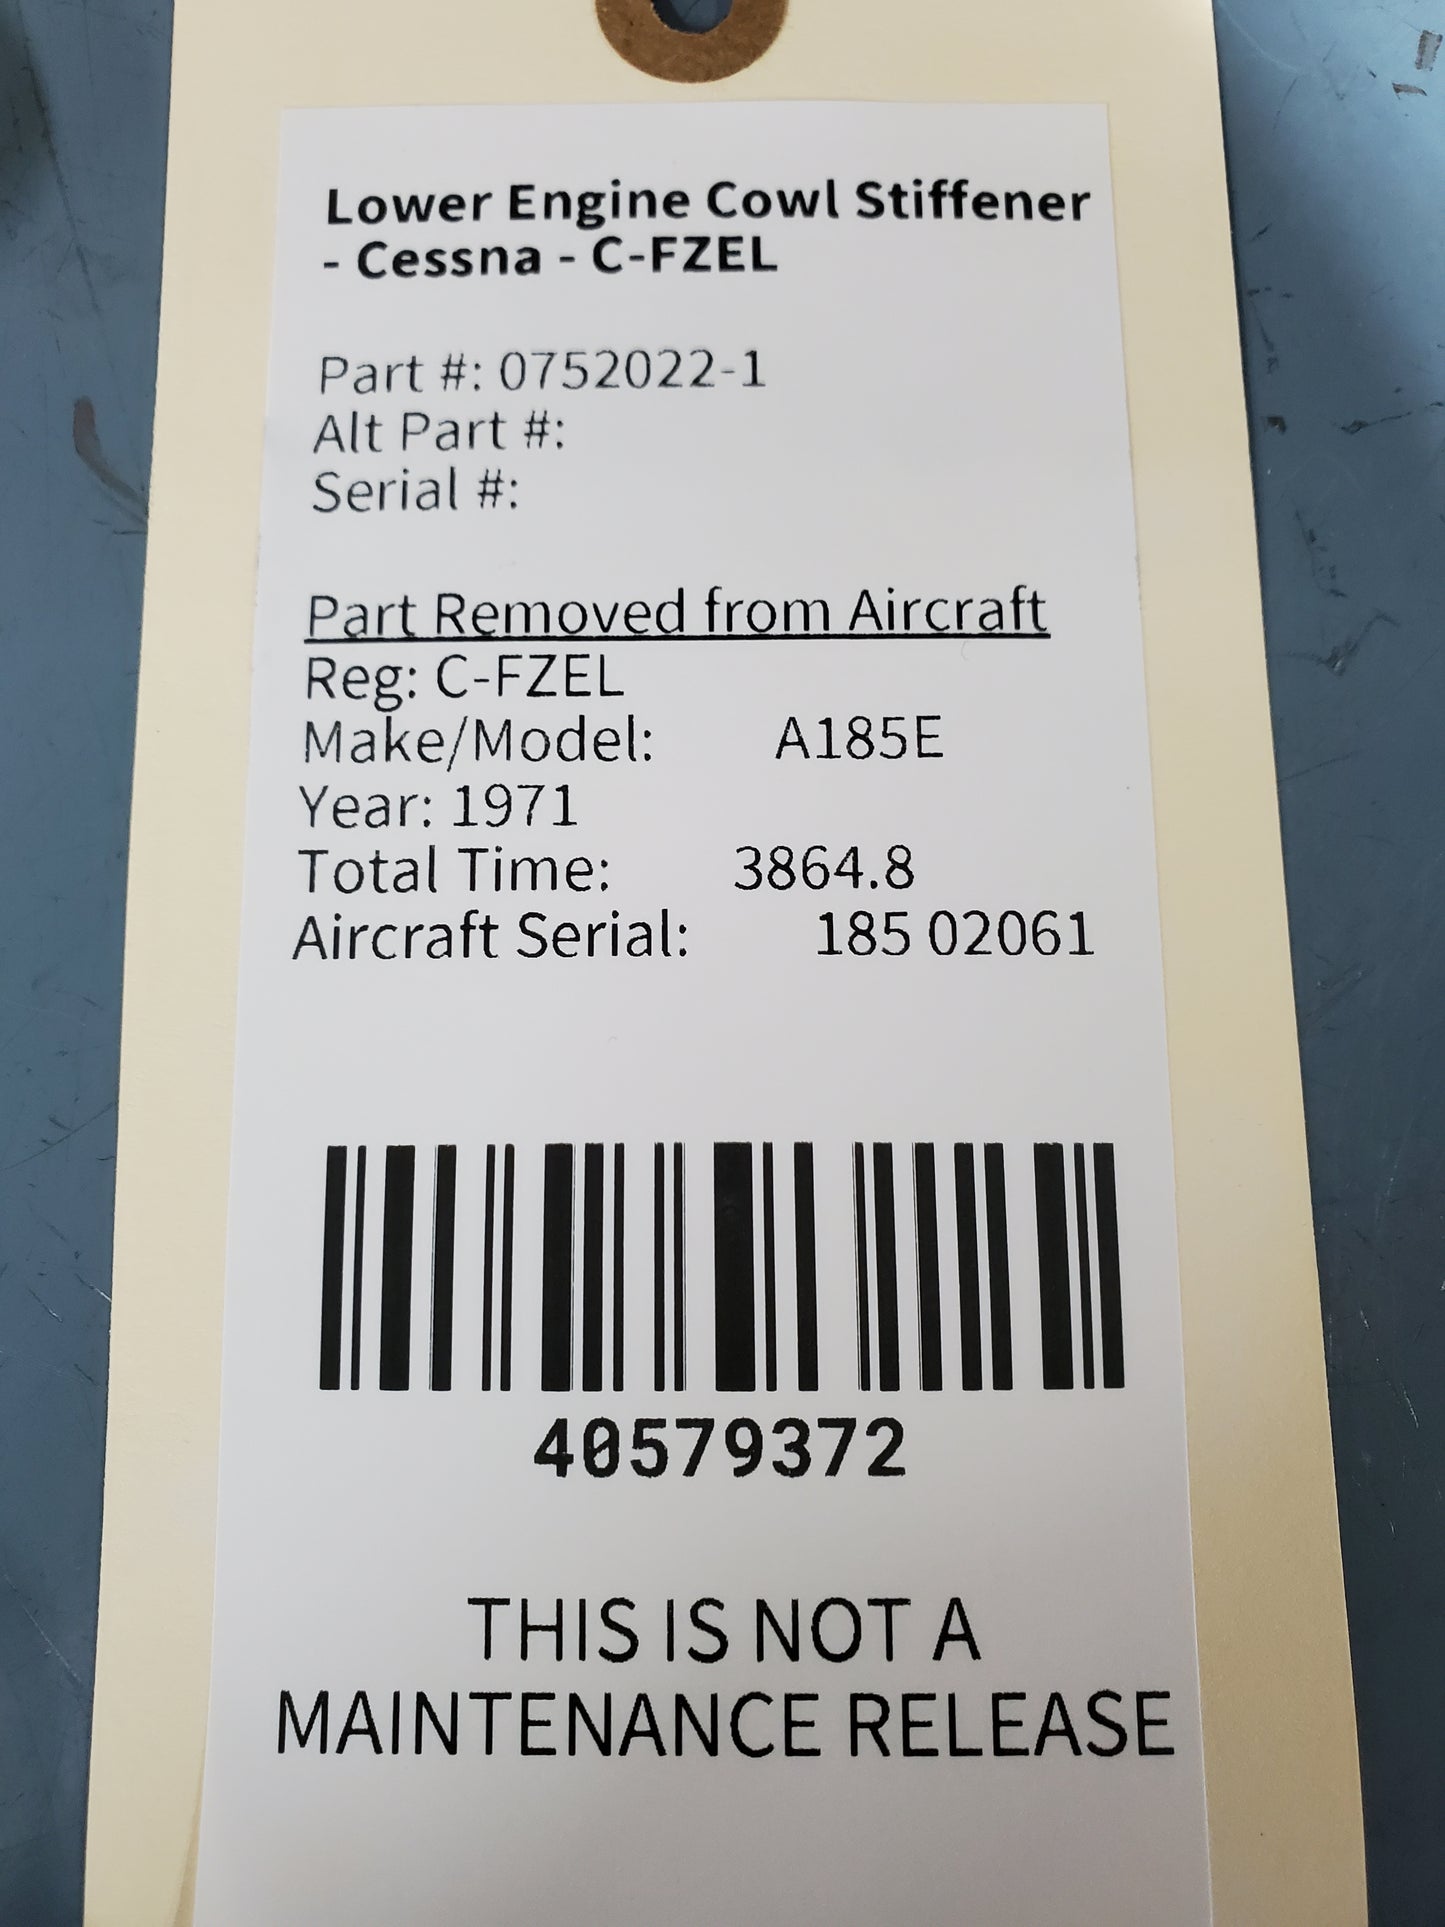 Lower Engine Cowl Stiffener
- Cessna - C-FZEL
Part #: 0752022-1
Alt Part #:
Serial #:
Part Removed from Aircraft
Reg: C-FZEL
Make/Model: A185E
Year: 1971
Total Time: 3864.8
Aircraft Serial: 185 02061
40579372
THIS IS NOT A
MAINTENANCE RELEASE